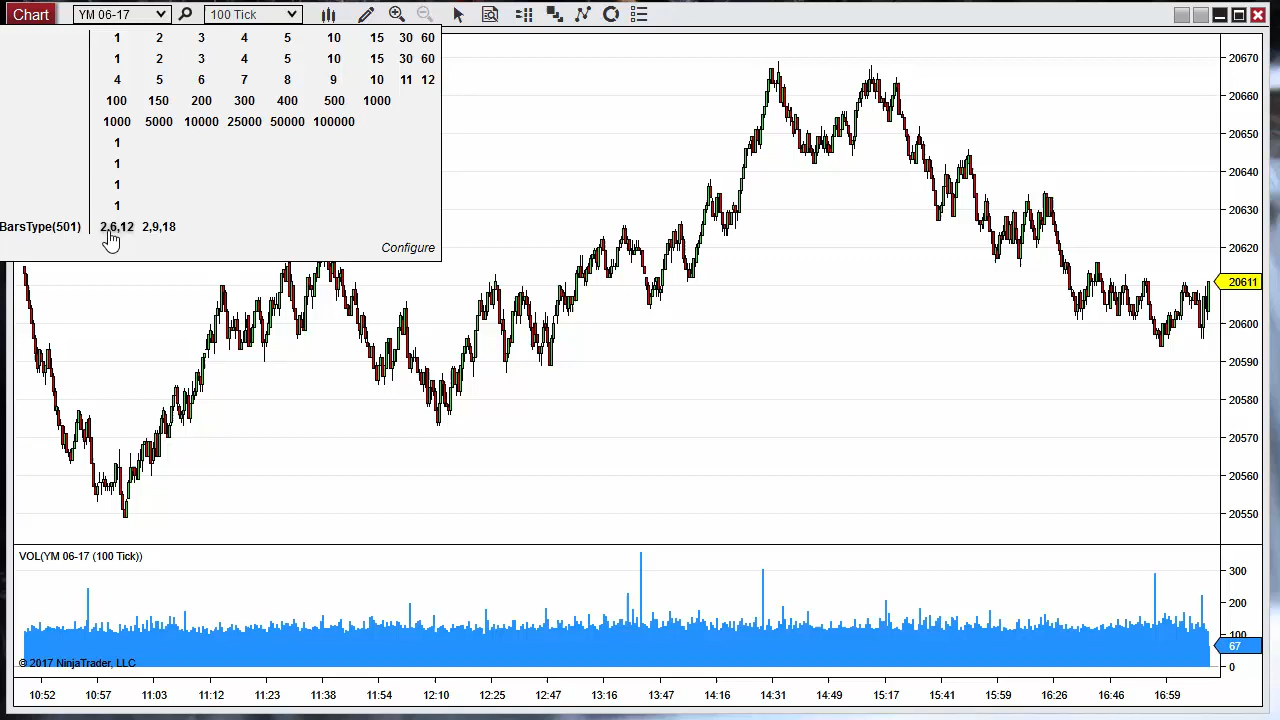 Chart YM 06-17 100 Tick
1 2 3 4 5 10 15 30 60
1 2 3 4 5 10 15 30 60
4 5 6 7 8 9 10 11 12
100 150 200 300 400 500 1000
1000 5000 10000 25000 50000 100000
1
1
1
1
BarsType(501) 2,6,12 2,9,18
Configure
20670
20660
20650
20640
20630
20620
20611
20600
20590
20580
20570
20560
20550
VOL(YM 06-17 (100 Tick))
300
200
100
67
0
© 2017 NinjaTrader, LLC
10:52 10:57 11:03 11:12 11:23 11:38 11:54 12:10 12:25 12:47 13:16 13:47 14:16 14:31 14:49 15:17 15:41 15:59 16:26 16:46 16:59